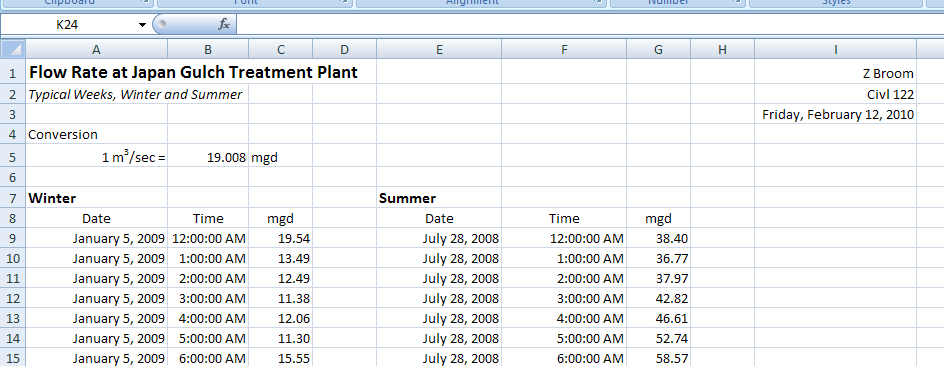 Clipboard Font Alignment Number Styles
K24 fx
A B C D E F G H I
1 Flow Rate at Japan Gulch Treatment Plant Z Broom
2 Typical Weeks, Winter and Summer Civl 122
3 Friday, February 12, 2010
4 Conversion
5 1 m³/sec = 19.008 mgd
6
7 Winter Summer
8 Date Time mgd Date Time mgd
9 January 5, 2009 12:00:00 AM 19.54 July 28, 2008 12:00:00 AM 38.40
10 January 5, 2009 1:00:00 AM 13.49 July 28, 2008 1:00:00 AM 36.77
11 January 5, 2009 2:00:00 AM 12.49 July 28, 2008 2:00:00 AM 37.97
12 January 5, 2009 3:00:00 AM 11.38 July 28, 2008 3:00:00 AM 42.82
13 January 5, 2009 4:00:00 AM 12.06 July 28, 2008 4:00:00 AM 46.61
14 January 5, 2009 5:00:00 AM 11.30 July 28, 2008 5:00:00 AM 52.74
15 January 5, 2009 6:00:00 AM 15.55 July 28, 2008 6:00:00 AM 58.57